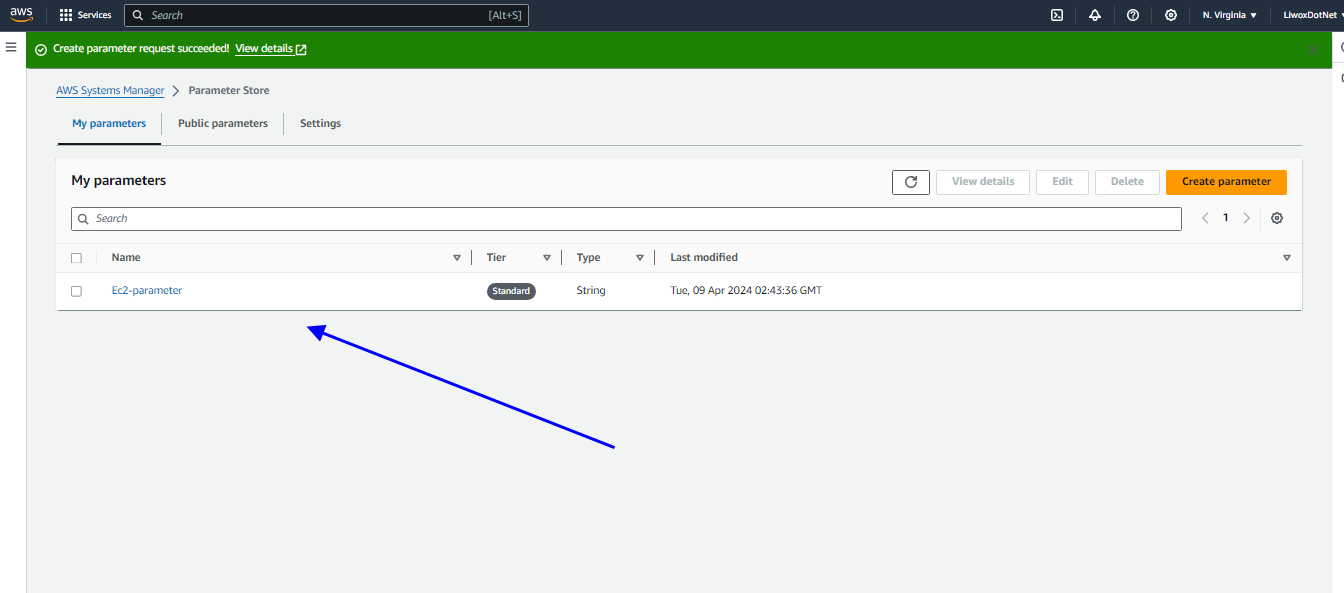 aws Services Search [Alt+S] N. Virginia LiwoxDotNet
Create parameter request succeeded! View details
AWS Systems Manager Parameter Store
My parameters Public parameters Settings
My parameters View details Edit Delete Create parameter
Search 1
Name Tier Type Last modified
Ec2-parameter Standard String Tue, 09 Apr 2024 02:43:36 GMT